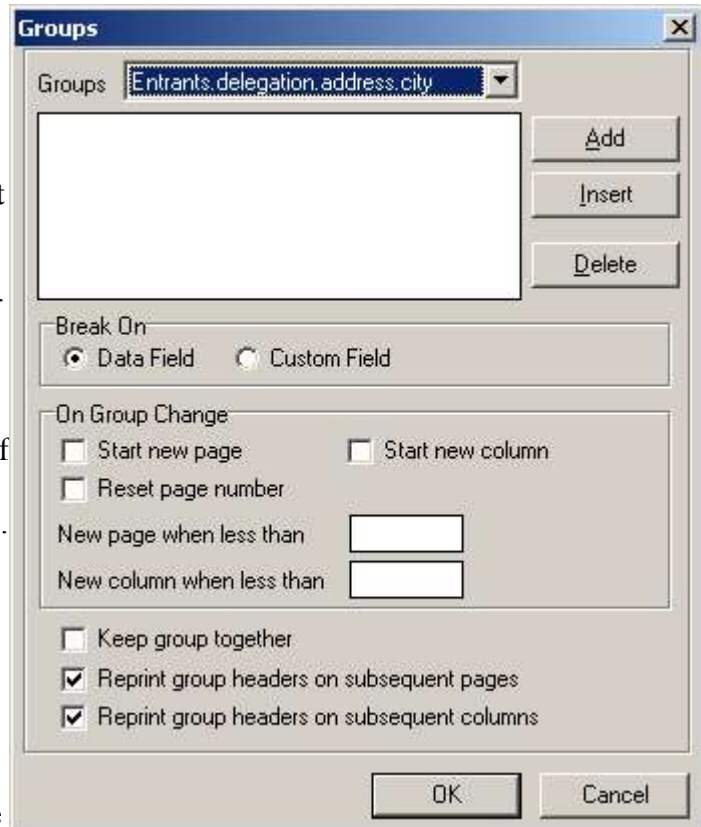 Groups
Groups Entrants.delegation.address.city
Add
t
Insert
Delete
Break On
Data Field Custom Field
On Group Change
f
Start new page Start new column
Reset page number
New page when less than
New column when less than
Keep group together
Reprint group headers on subsequent pages
Reprint group headers on subsequent columns
OK Cancel